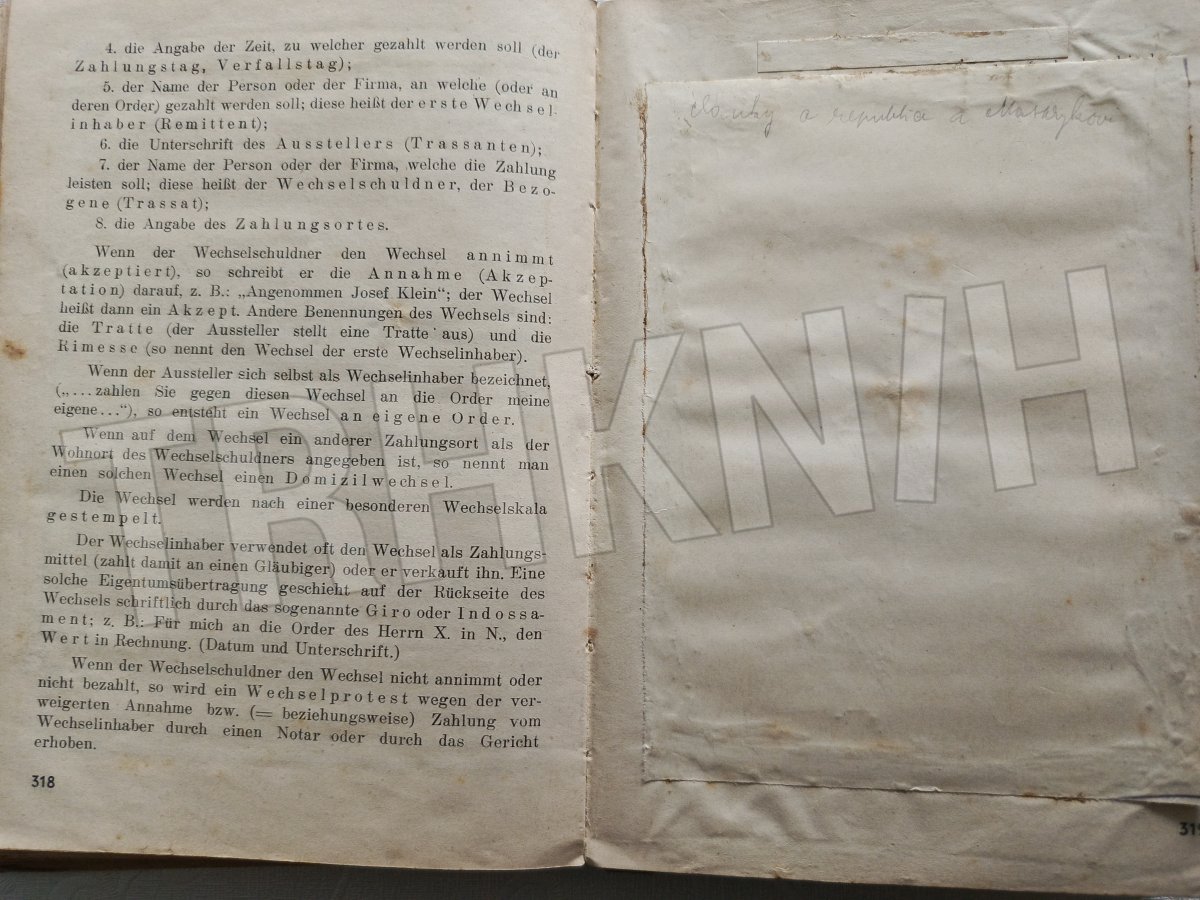 4. die Angabe der Zeit, zu welcher gezahlt werden soll (der
Zahlungstag, Verfallstag);
5. der Name der Person oder der Firma, an welche (oder an
deren Order) gezahlt werden soll; diese heißt der erste Wechsel-
inhaber (Remittent);
6. die Unterschrift des Ausstellers (Trassanten);
7. der Name der Person oder der Firma, welche die Zahlung
leisten soll; diese heißt der Wechselschuldner, der Bezo-
gene (Trassat);
8. die Angabe des Zahlungsortes.
Wenn der Wechselschuldner den Wechsel annimmt
(akzeptiert), so schreibt er die Annahme (Akzep-
tation) darauf, z. B.: „Angenommen Josef Klein“; der Wechsel
heißt dann ein Akzept. Andere Benennungen des Wechsels sind:
die Tratte (der Aussteller stellt eine Tratte aus) und die
Rimesse (so nennt den Wechsel der erste Wechselinhaber).
Wenn der Aussteller sich selbst als Wechselinhaber bezeichnet,
(„... zahlen Sie gegen diesen Wechsel an die Order meine
eigene...“), so entsteht ein Wechsel an eigene Order.
Wenn auf dem Wechsel ein anderer Zahlungsort als der
Wohnort des Wechselschuldners angegeben ist, so nennt man
einen solchen Wechsel einen Domizilwechsel.
Die Wechsel werden nach einer besonderen Wechselskala
gestempelt.
Der Wechselinhaber verwendet oft den Wechsel als Zahlungs-
mittel (zahlt damit an einen Gläubiger) oder er verkauft ihn. Eine
solche Eigentumsübertragung geschieht auf der Rückseite des
Wechsels schriftlich durch das sogenannte Giro oder Indossa-
ment; z. B.: Für mich an die Order des Herrn X. in N., den
Wert in Rechnung. (Datum und Unterschrift.)
Wenn der Wechselschuldner den Wechsel nicht annimmt oder
nicht bezahlt, so wird ein Wechselprotest wegen der ver-
weigerten Annahme bzw. (= beziehungsweise) Zahlung vom
Wechselinhaber durch einen Notar oder durch das Gericht
erhoben.
318
články o republice a Masarykovi
319
TRHKNIH